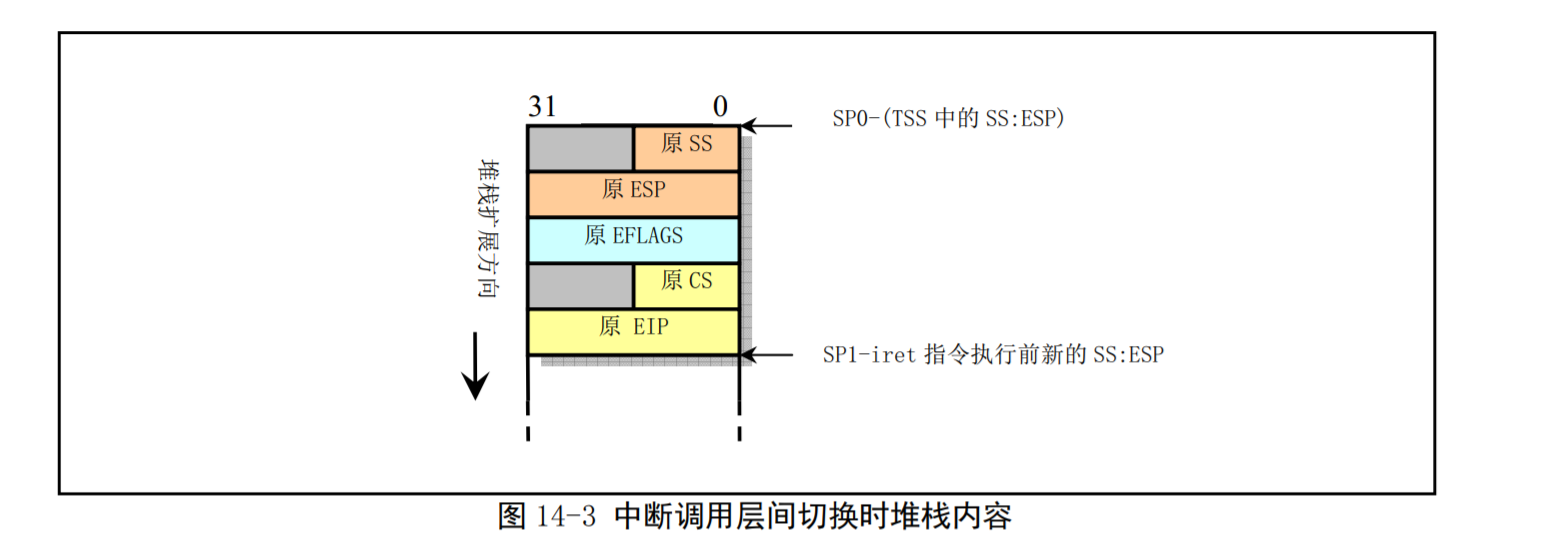 31 0
SP0-(TSS 中的 SS:ESP)
原 SS
堆栈扩展方向
原 ESP
原 EFLAGS
原 CS
原 EIP
SP1-iret 指令执行前新的 SS:ESP
图 14-3 中断调用层间切换时堆栈内容